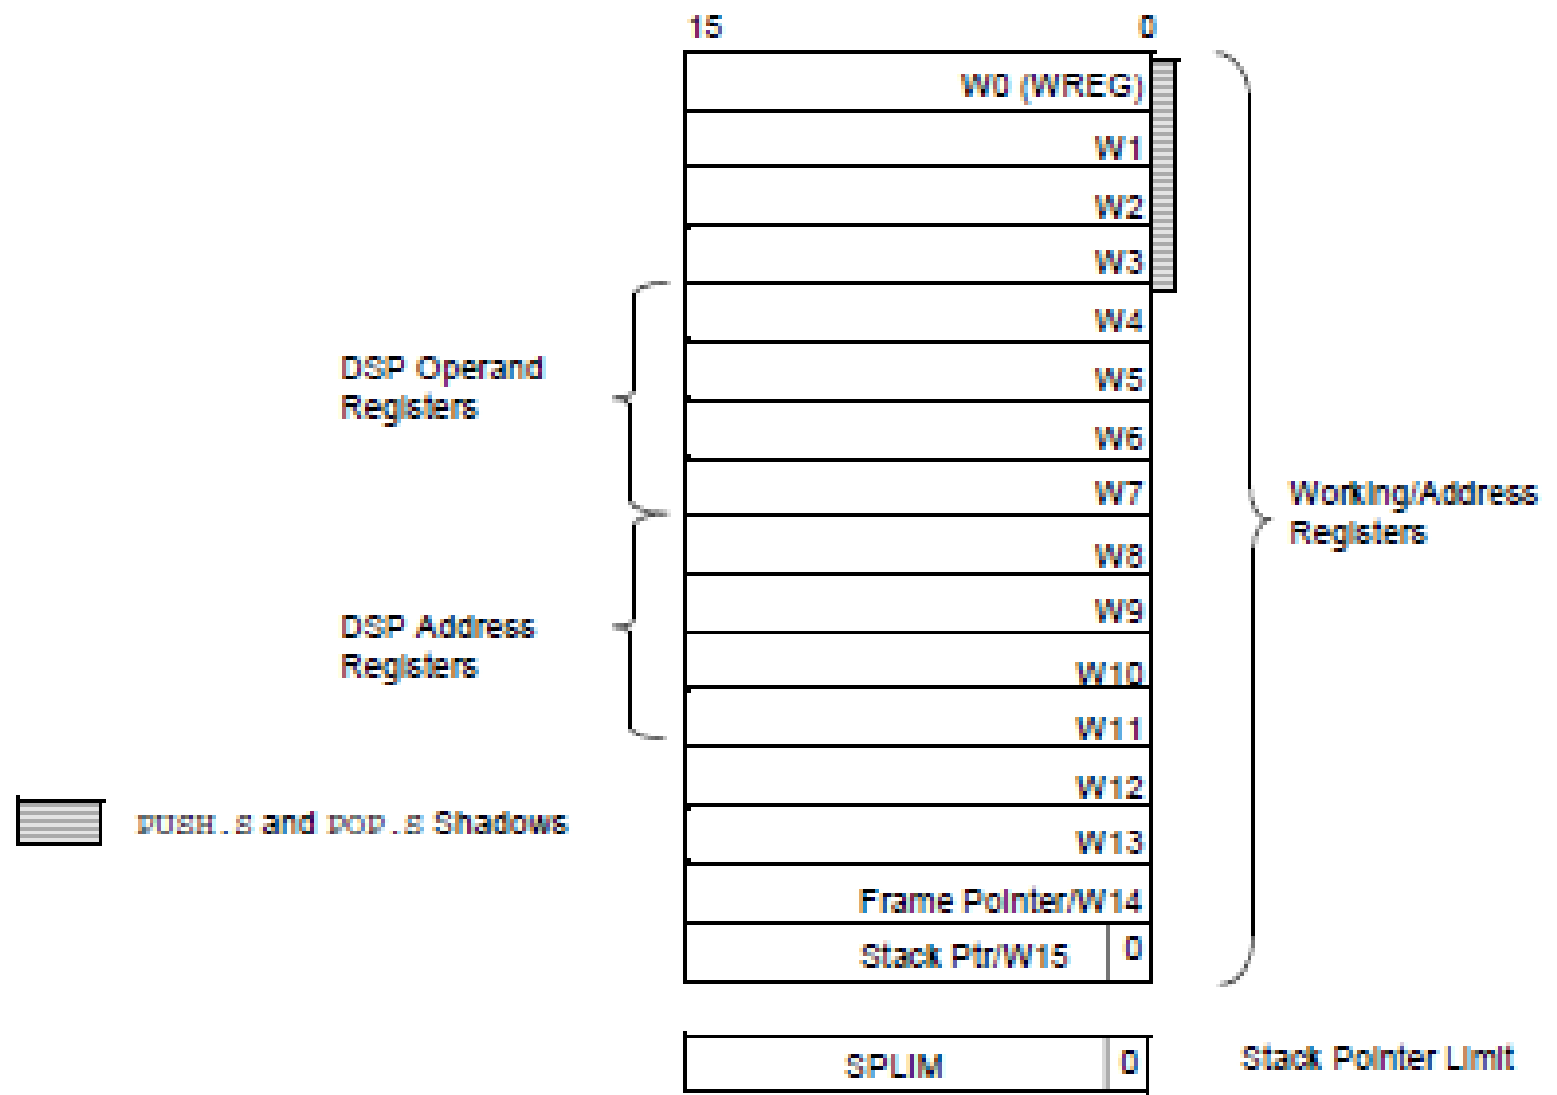 15 0
W0 (WREG)
W1
W2
W3
W4
DSP Operand
Registers
W5
W6
W7
Working/Address
Registers
W8
W9
DSP Address
Registers
W10
W11
W12
PUSH.S and POP.S Shadows
W13
Frame Pointer/W14
Stack Ptr/W15 0
SPLIM 0
Stack Pointer Limit